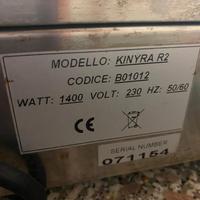 MODELLO: KINYRA R2
CODICE: B01012
WATT: 1400 VOLT: 230 HZ: 50/60
CE
SERIAL NUMBER
071154